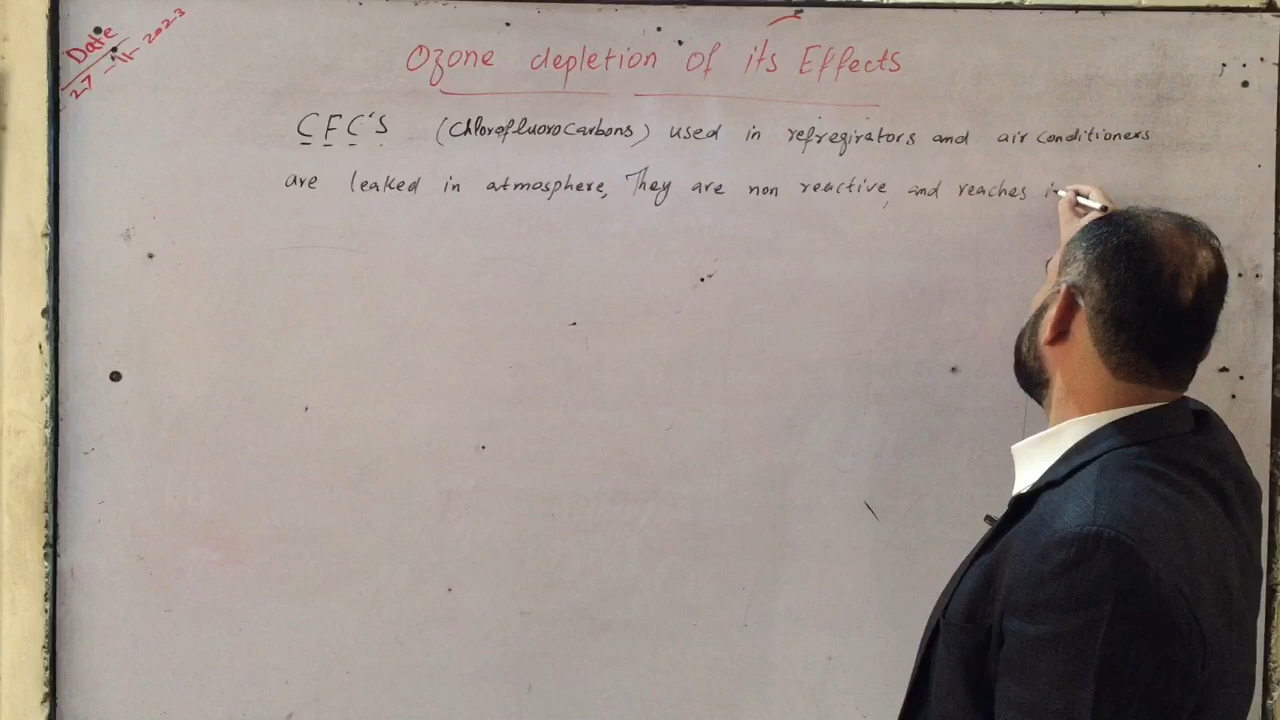 Date
27-11-2023
Ozone depletion of its Effects
CFC'S (Chlorofluorocarbons) used in refregirators and air conditioners
are leaked in atmosphere, They are non reactive, and reaches i